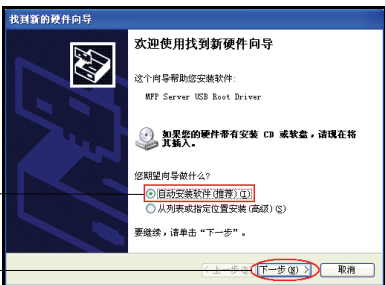 找到新的硬件向导
欢迎使用找到新硬件向导
这个向导帮助您安装软件:
MFP Server USB Root Driver
如果您的硬件带有安装 CD 或软盘，请现在将
其插入。
您期望向导做什么?
自动安装软件(推荐)(I)
从列表或指定位置安装(高级)(S)
要继续，请单击“下一步”。
< 上一步(B) 下一步(N) > 取消